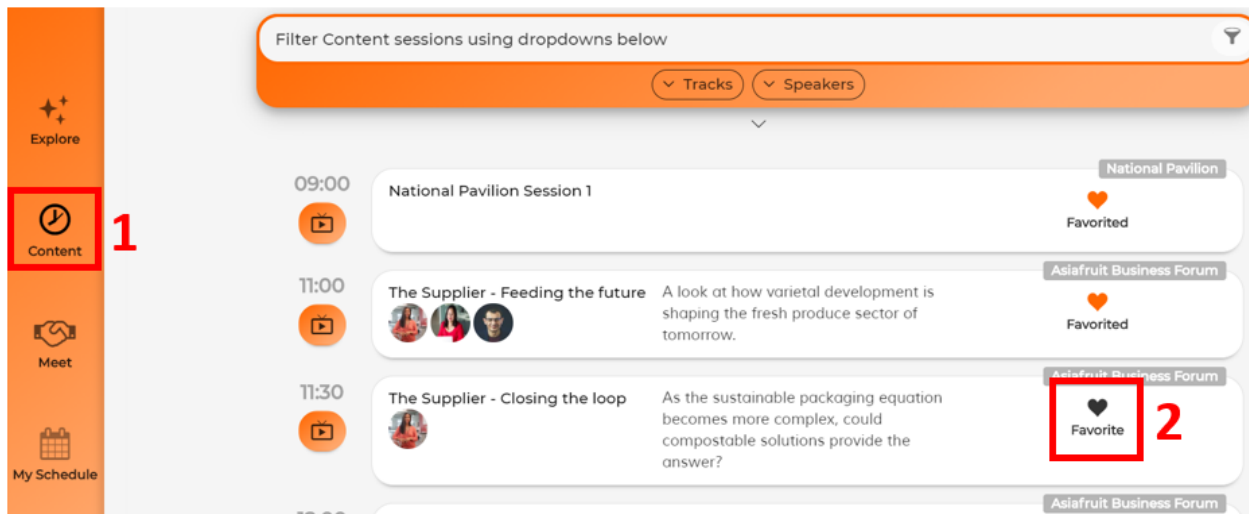 Filter Content sessions using dropdowns below
Tracks
Speakers
Explore
Content
1
Meet
My Schedule
09:00
National Pavilion Session 1
National Pavilion
Favorited
11:00
The Supplier - Feeding the future
A look at how varietal development is
shaping the fresh produce sector of
tomorrow.
Asiafruit Business Forum
Favorited
11:30
The Supplier - Closing the loop
As the sustainable packaging equation
becomes more complex, could
compostable solutions provide the
answer?
Asiafruit Business Forum
Favorite
2
Asiafruit Business Forum